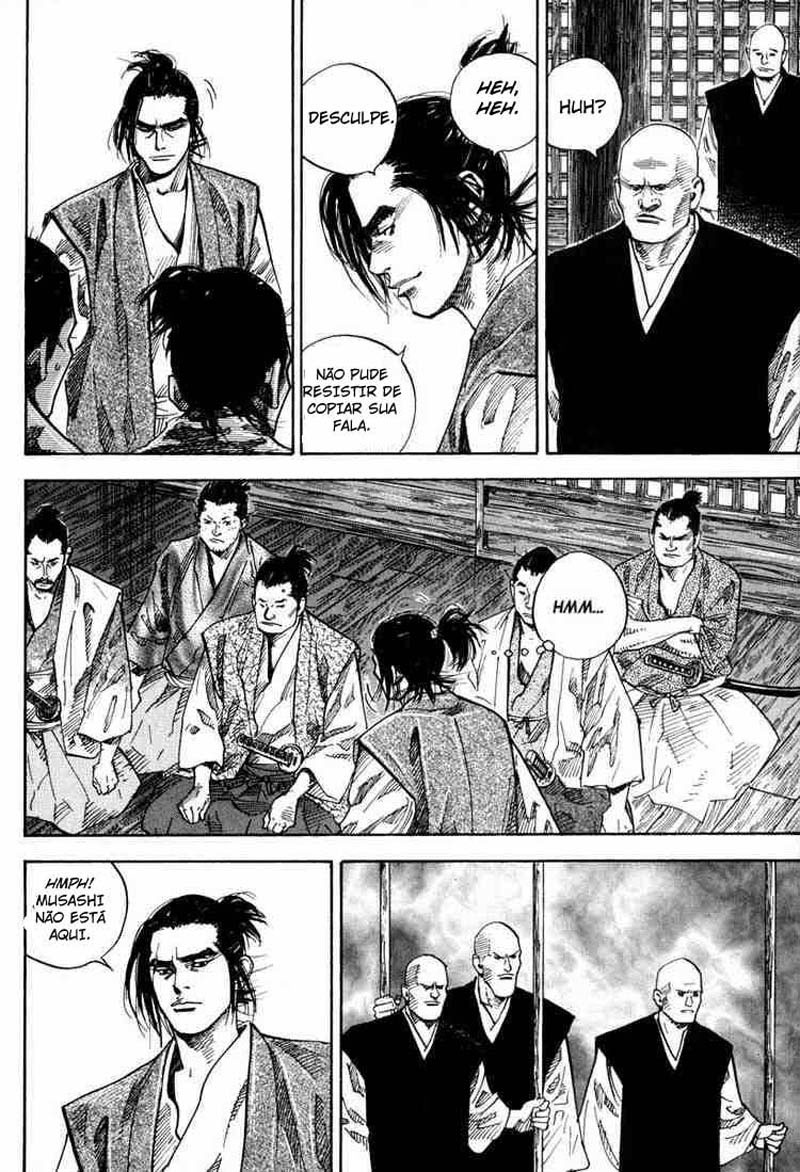 HUH?
HEH,
HEH.
DESCULPE.
NÃO PUDE
RESISTIR DE
COPIAR SUA
FALA.
HMM...
HMPH!
MUSASHI
NÃO ESTÁ
AQUI.